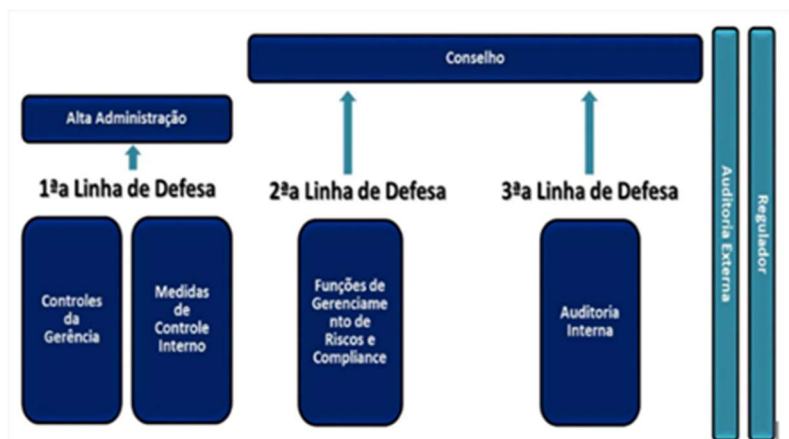 Conselho
Alta Administração
1ªa Linha de Defesa
2ªa Linha de Defesa
3ªa Linha de Defesa
Controles
da
Gerência
Medidas
de
Controle
Interno
Funções de
Gerenciame
nto de
Riscos e
Compliance
Auditoria
Interna
Auditoria Externa
Regulador